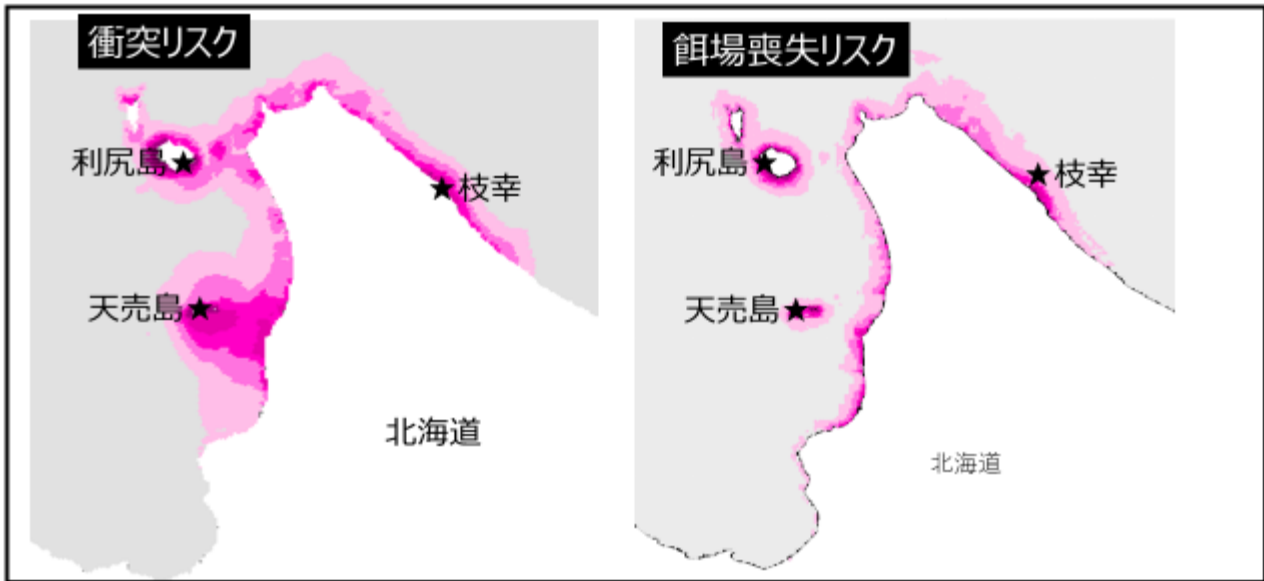 衝突リスク
利尻島
枝幸
天売島
北海道
餌場喪失リスク
利尻島
枝幸
天売島
北海道